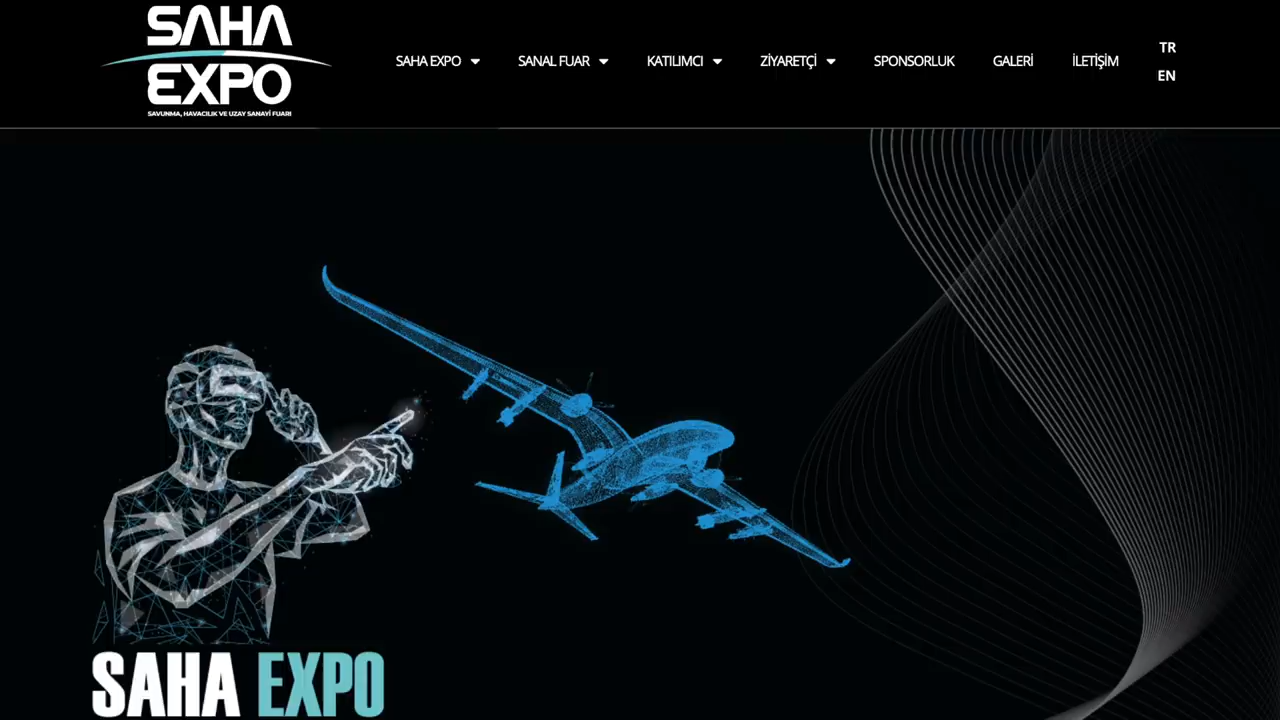 SAHA
EXPO
SAVUNMA, HAVACILIK VE UZAY SANAYİ FUARI
SAHA EXPO
SANAL FUAR
KATILIMCI
ZİYARETÇİ
SPONSORLUK
GALERİ
İLETİŞİM
TR
EN
SAHA EXPO